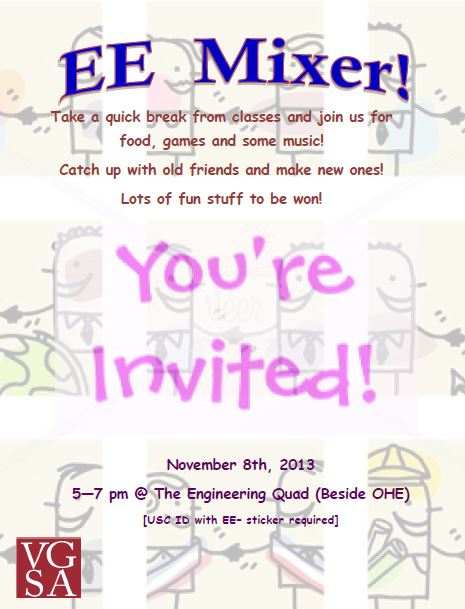 EE Mixer!
Take a quick break from classes and join us for
food, games and some music!
Catch up with old friends and make new ones!
Lots of fun stuff to be won!
You're
Invited!
November 8th, 2013
5—7 pm @ The Engineering Quad (Beside OHE)
[USC ID with EE- sticker required]
VG
SA